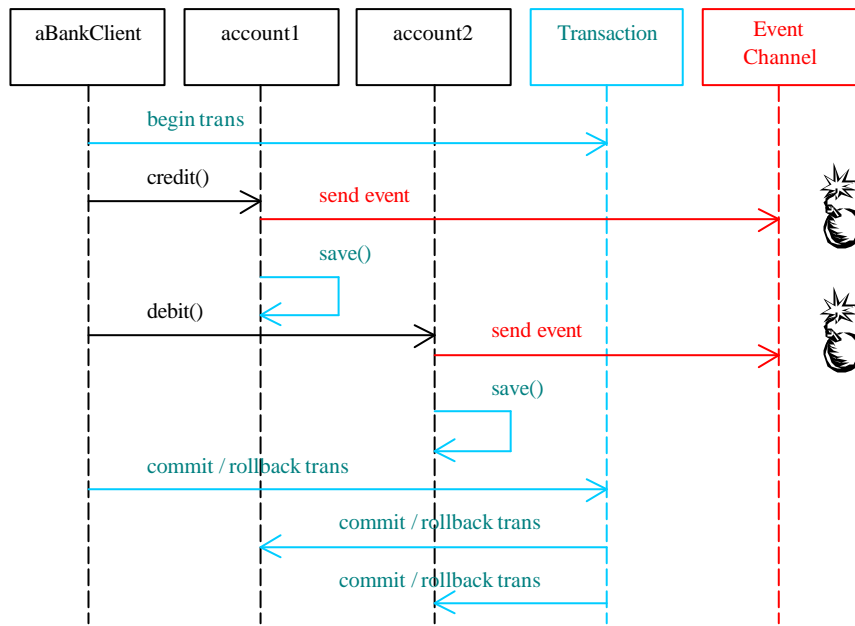 aBankClient
account1
account2
Transaction
Event
Channel
begin trans
credit()
send event
save()
debit()
send event
save()
commit / rollback trans
commit / rollback trans
commit / rollback trans